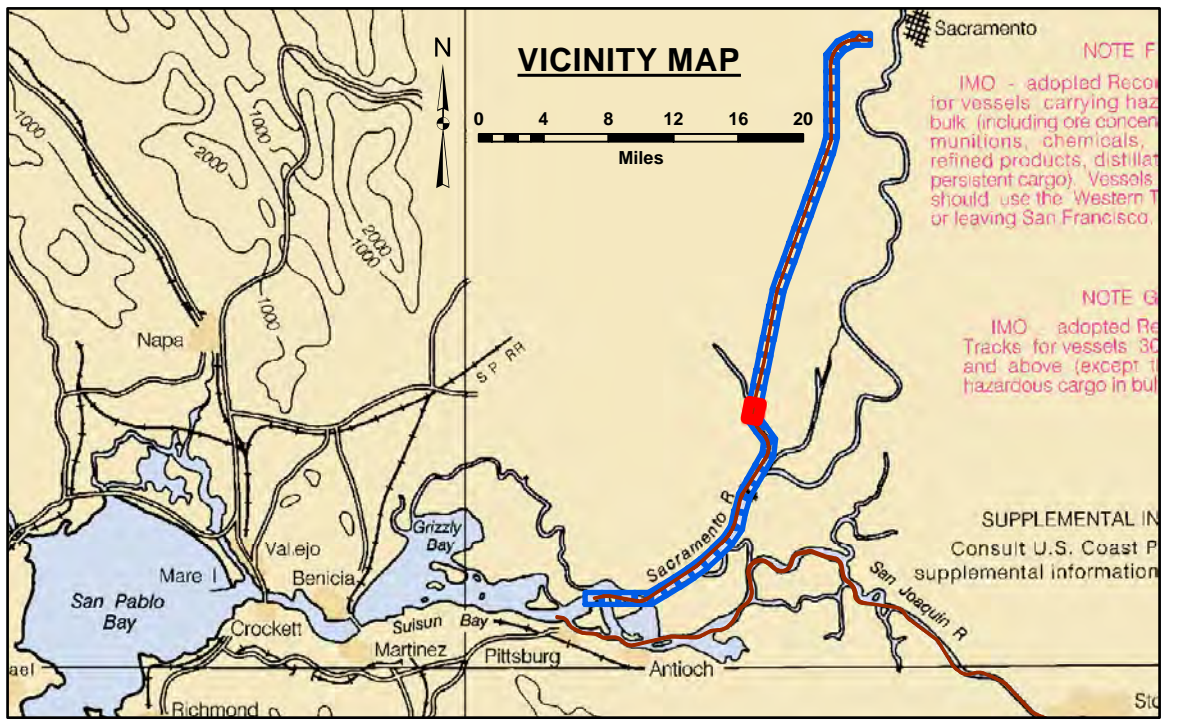 Sacramento
N
VICINITY MAP
0 4 8 12 16 20
Miles
NOTE F
IMO - adopted Recor
for vessels carrying haz
bulk (including ore concen
munitions, chemicals,
refined products, distillat
persistent cargo). Vessels
should use the Western T
or leaving San Francisco.
1000
1000
2000
2000
1000
1000
NOTE G
IMO - adopted Re
Tracks for vessels 30
and above (except t
hazardous cargo in bul
Napa
S P RR
Grizzly
Bay
Sacramento R
SUPPLEMENTAL IN
Consult U.S. Coast P
supplemental information
Vallejo
Mare I
Benicia
San Pablo
Bay
Crockett
Suisun Bay
Martinez
Pittsburg
Antioch
San Joaquin R
ael
Richmond
Sto